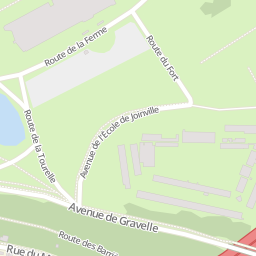 Route de la Ferme
Route du Fort
Avenue de l'École de Joinville
Route de la Tourelle
Avenue de Gravelle
Route des Barri
Rue du M